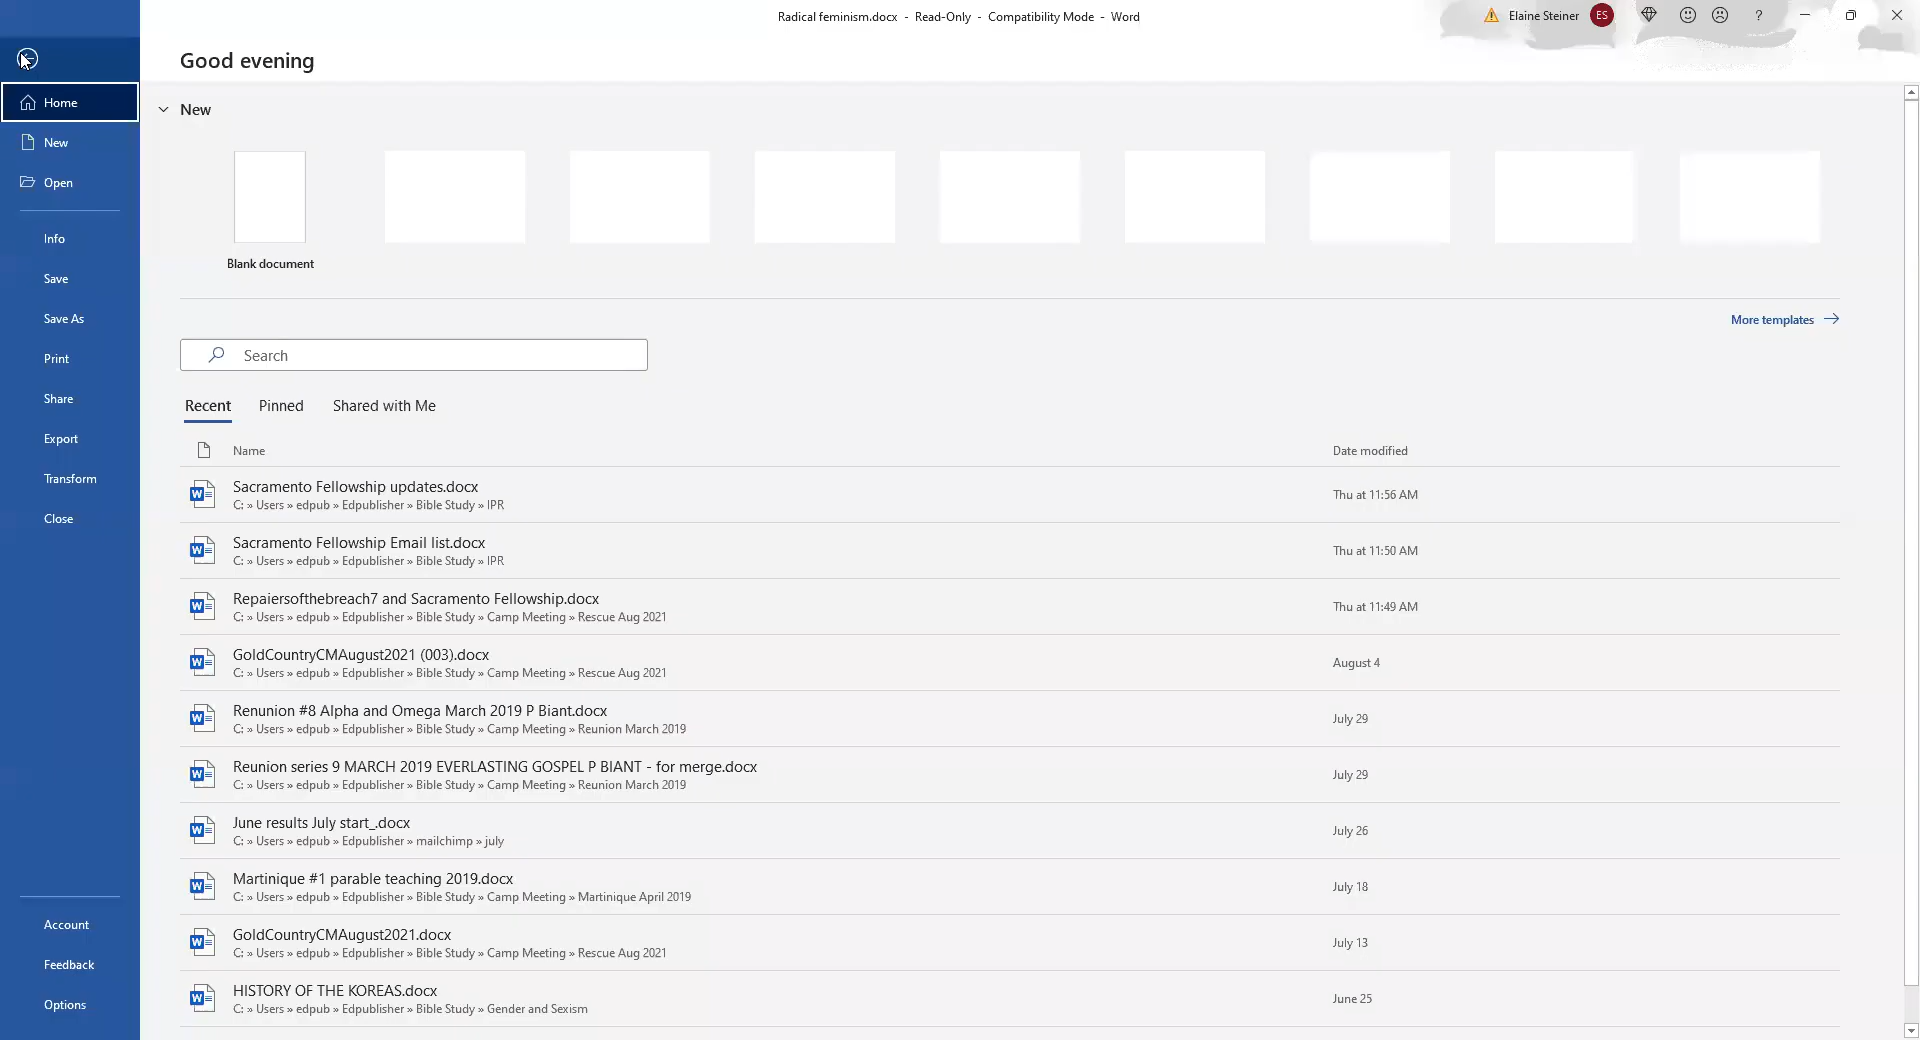 Radical feminism.docx - Read-Only - Compatibility Mode - Word
Elaine Steiner
ES
?
Good evening
Home
New
Open
Info
Save
Save As
Print
Share
Export
Transform
Close
Account
Feedback
Options
New
Blank document
More templates
Search
Recent Pinned Shared with Me
Name Date modified
Sacramento Fellowship updates.docx
C: » Users » edpub » Edpublisher » Bible Study » IPR
Thu at 11:56 AM
Sacramento Fellowship Email list.docx
C: » Users » edpub » Edpublisher » Bible Study » IPR
Thu at 11:50 AM
Repaiersofthebreach7 and Sacramento Fellowship.docx
C: » Users » edpub » Edpublisher » Bible Study » Camp Meeting » Rescue Aug 2021
Thu at 11:49 AM
GoldCountryCMAugust2021 (003).docx
C: » Users » edpub » Edpublisher » Bible Study » Camp Meeting » Rescue Aug 2021
August 4
Renunion #8 Alpha and Omega March 2019 P Biant.docx
C: » Users » edpub » Edpublisher » Bible Study » Camp Meeting » Reunion March 2019
July 29
Reunion series 9 MARCH 2019 EVERLASTING GOSPEL P BIANT - for merge.docx
C: » Users » edpub » Edpublisher » Bible Study » Camp Meeting » Reunion March 2019
July 29
June results July start_.docx
C: » Users » edpub » Edpublisher » mailchimp » july
July 26
Martinique #1 parable teaching 2019.docx
C: » Users » edpub » Edpublisher » Bible Study » Camp Meeting » Martinique April 2019
July 18
GoldCountryCMAugust2021.docx
C: » Users » edpub » Edpublisher » Bible Study » Camp Meeting » Rescue Aug 2021
July 13
HISTORY OF THE KOREAS.docx
C: » Users » edpub » Edpublisher » Bible Study » Gender and Sexism
June 25